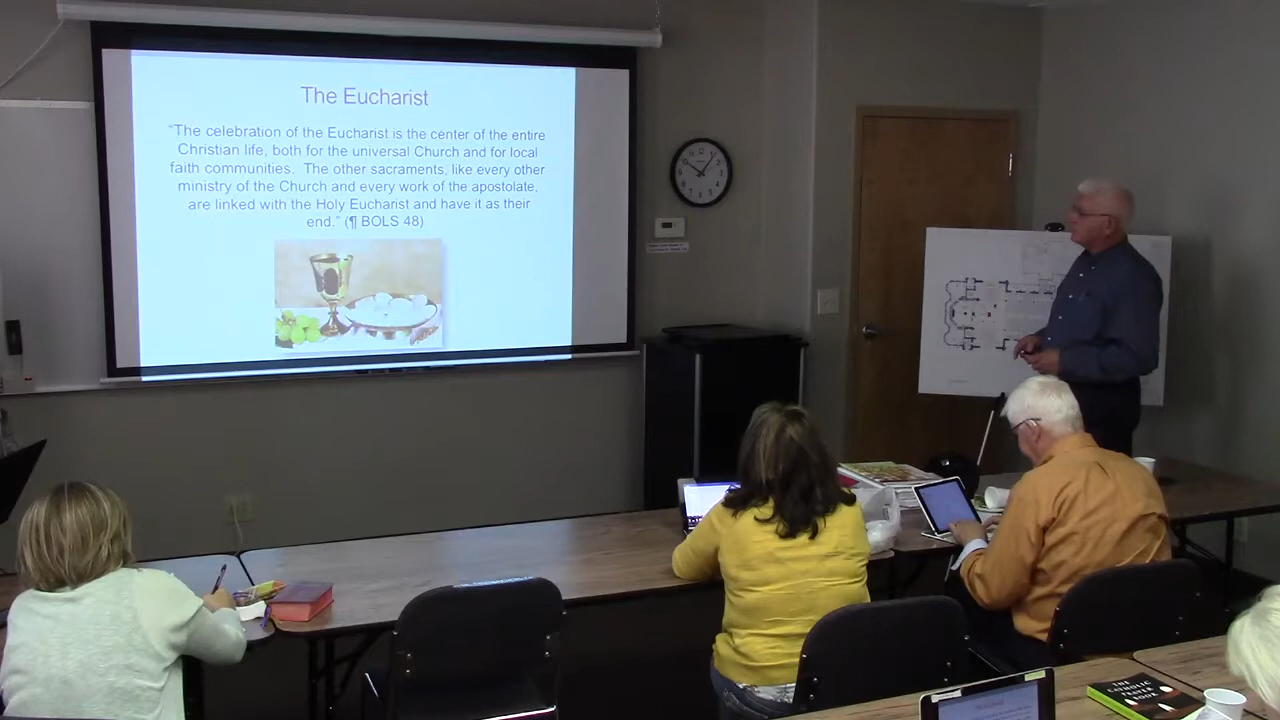 The Eucharist
“The celebration of the Eucharist is the center of the entire
Christian life, both for the universal Church and for local
faith communities. The other sacraments, like every other
ministry of the Church and every work of the apostolate,
are linked with the Holy Eucharist and have it as their
end.” (¶ BOLS 48)
THE
CATHOLIC
PRAYER
BOOK